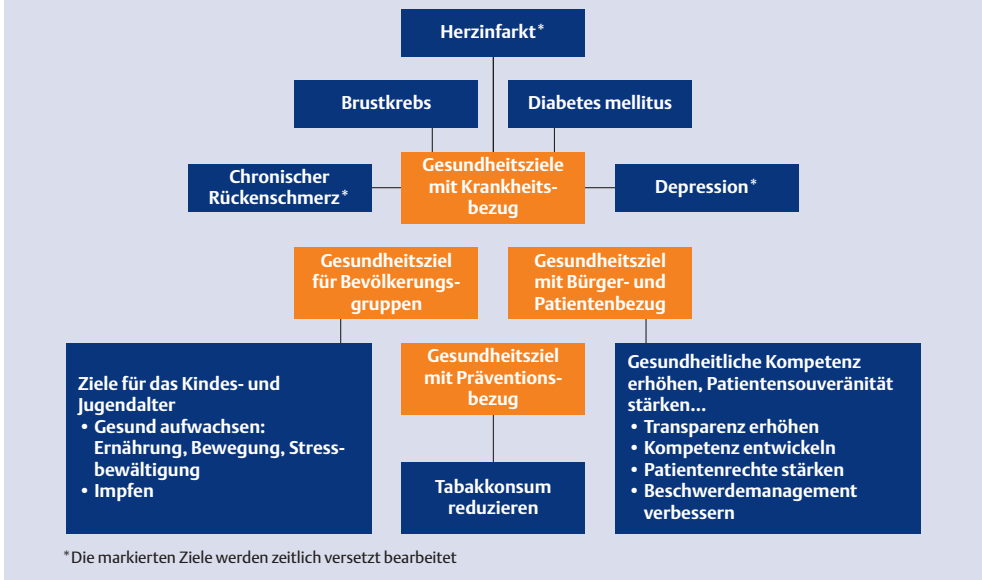 Herzinfarkt*
Brustkrebs
Diabetes mellitus
Chronischer
Rückenschmerz*
Gesundheitsziele
mit Krankheits-
bezug
Depression*
Gesundheitsziel
für Bevölkerungs-
gruppen
Gesundheitsziel
mit Bürger- und
Patientenbezug
Ziele für das Kindes- und
Jugendalter
• Gesund aufwachsen:
Ernährung, Bewegung, Stress-
bewältigung
• Impfen
Gesundheitsziel
mit Präventions-
bezug
Tabakkonsum
reduzieren
Gesundheitliche Kompetenz
erhöhen, Patientensouveränität
stärken...
• Transparenz erhöhen
• Kompetenz entwickeln
• Patientenrechte stärken
• Beschwerdemanagement
verbessern
*Die markierten Ziele werden zeitlich versetzt bearbeitet